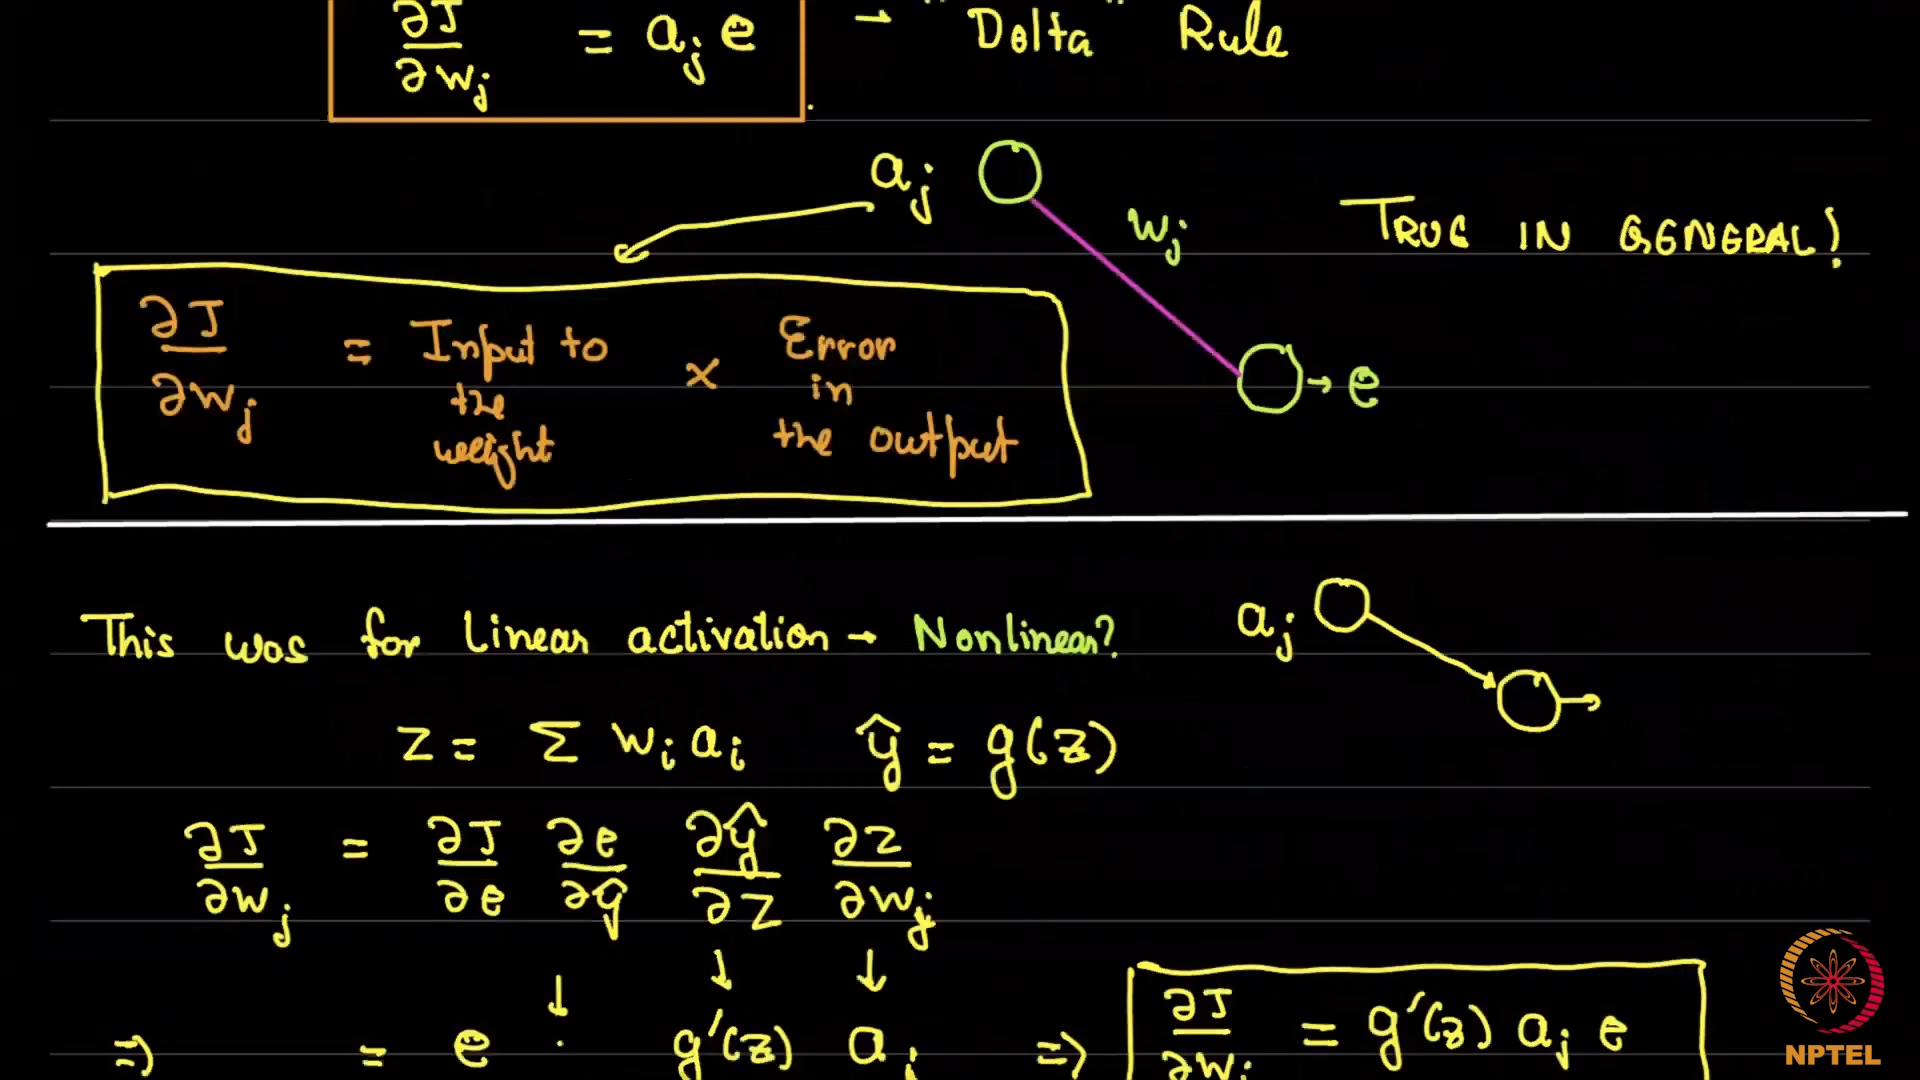 ∂J/∂w_j = a_j e → "Delta Rule
a_j w_j TRUE IN GENERAL!
∂J/∂w_j = Input to the weight × Error in the output → e
This was for Linear activation → Nonlinear? a_j
z = Σ w_i a_i ŷ = g(z)
∂J/∂w_j = ∂J/∂e ∂e/∂ŷ ∂ŷ/∂z ∂z/∂w_j
⇒ = e · g'(z) a_j ⇒ ∂J/∂w_j = g'(z) a_j e
NPTEL